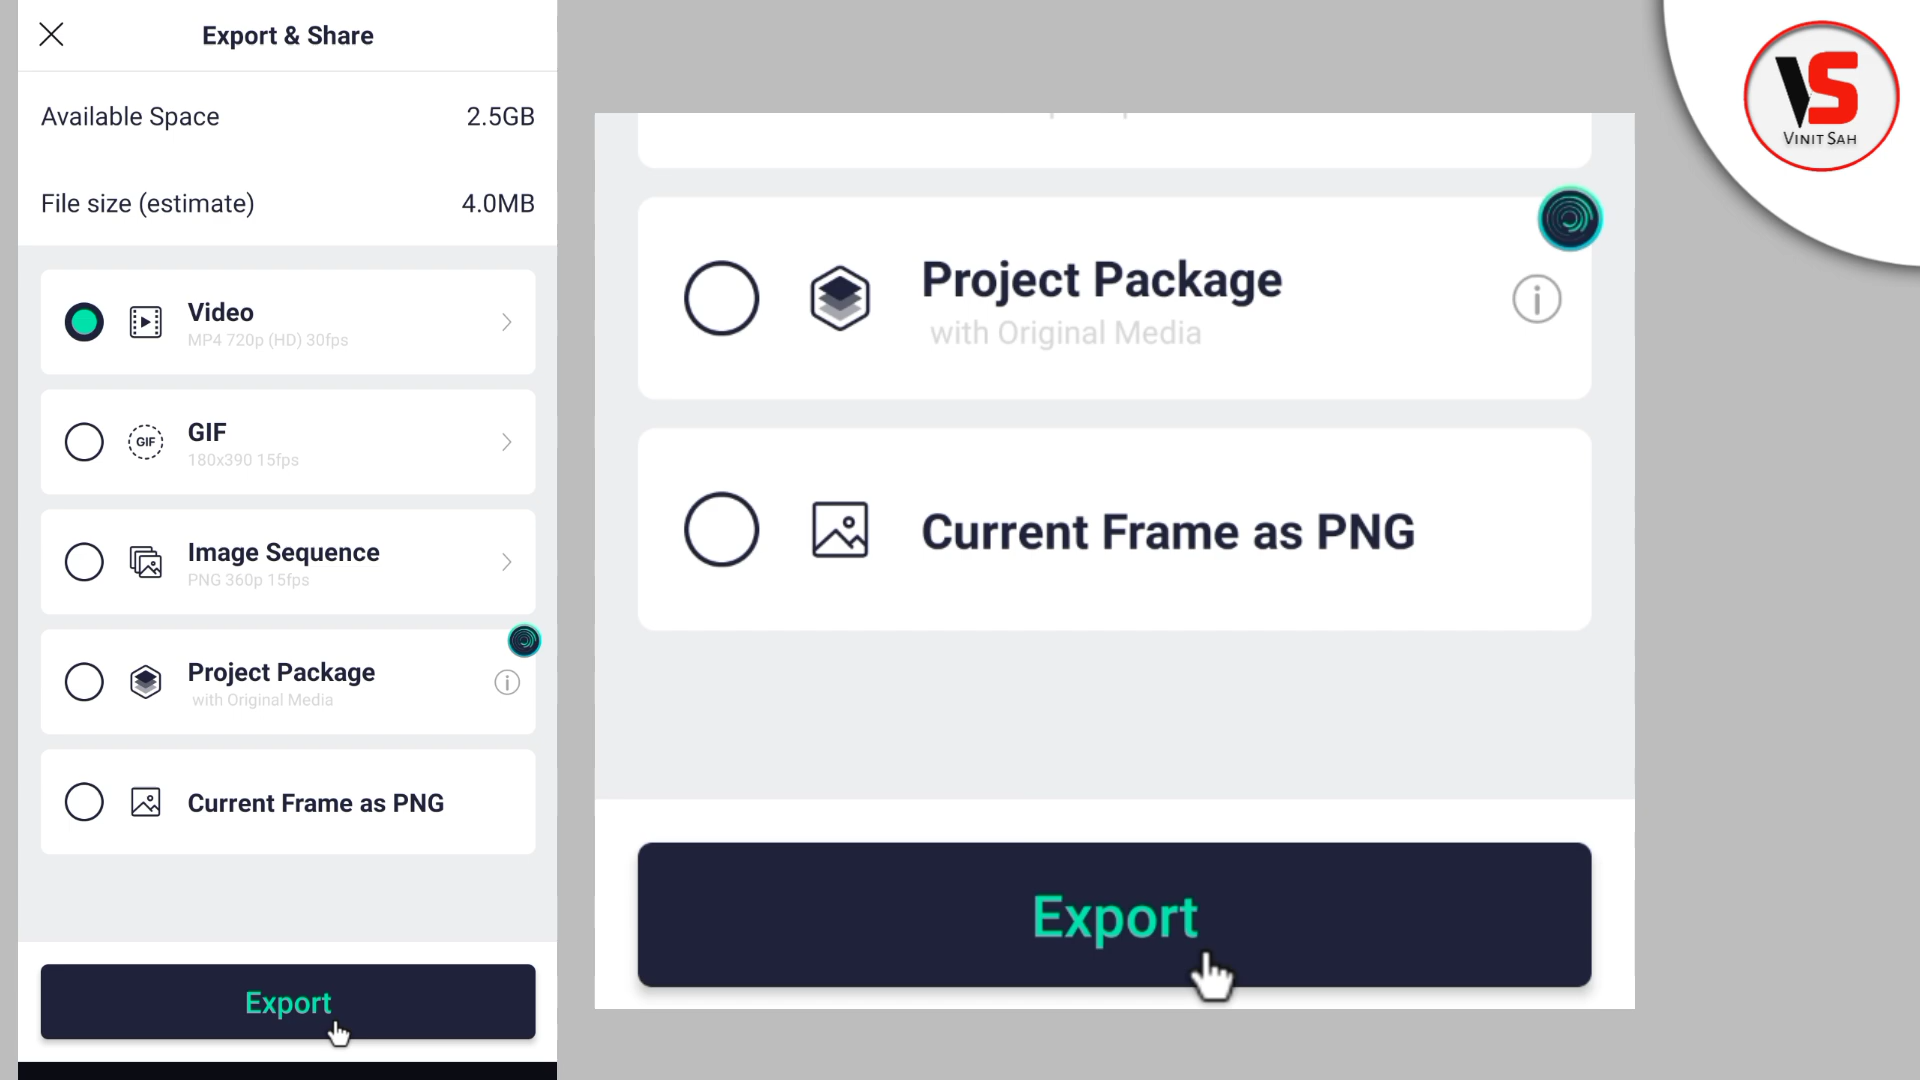 Export & Share
Available Space 2.5GB
File size (estimate) 4.0MB
Video
MP4 720p (HD) 30fps
GIF
GIF
180x390 15fps
Image Sequence
PNG 360p 15fps
Project Package
with Original Media
Current Frame as PNG
Export
Project Package
with Original Media
Current Frame as PNG
Export
VS
VINIT SAH